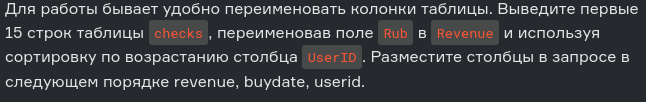 Для работы бывает удобно переименовать колонки таблицы. Выведите первые
15 строк таблицы checks, переименовав поле Rub в Revenue и используя
сортировку по возрастанию столбца UserID. Разместите столбцы в запросе в
следующем порядке revenue, buydate, userid.